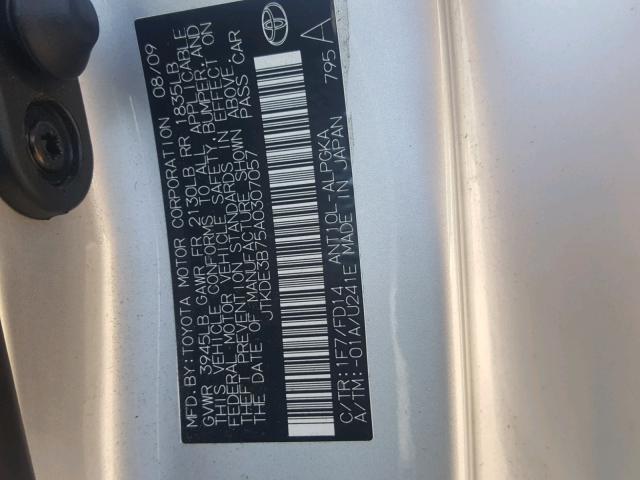 MFD. BY: TOYOTA MOTOR CORPORATION 08/09
GVWR 3945LB GAWR FR 2130LB RR 1835LB
THIS VEHICLE CONFORMS TO ALL APPLICABLE
FEDERAL MOTOR VEHICLE SAFETY, BUMPER, AND
THEFT PREVENTION STANDARDS IN EFFECT ON
THE DATE OF MANUFACTURE SHOWN ABOVE.
JTKDE3B75A0307057 PASS CAR
C/TR: 1F7/FD14 ANT10L-ALPGKA 795 A
A/TM: -01A/U241E MADE IN JAPAN